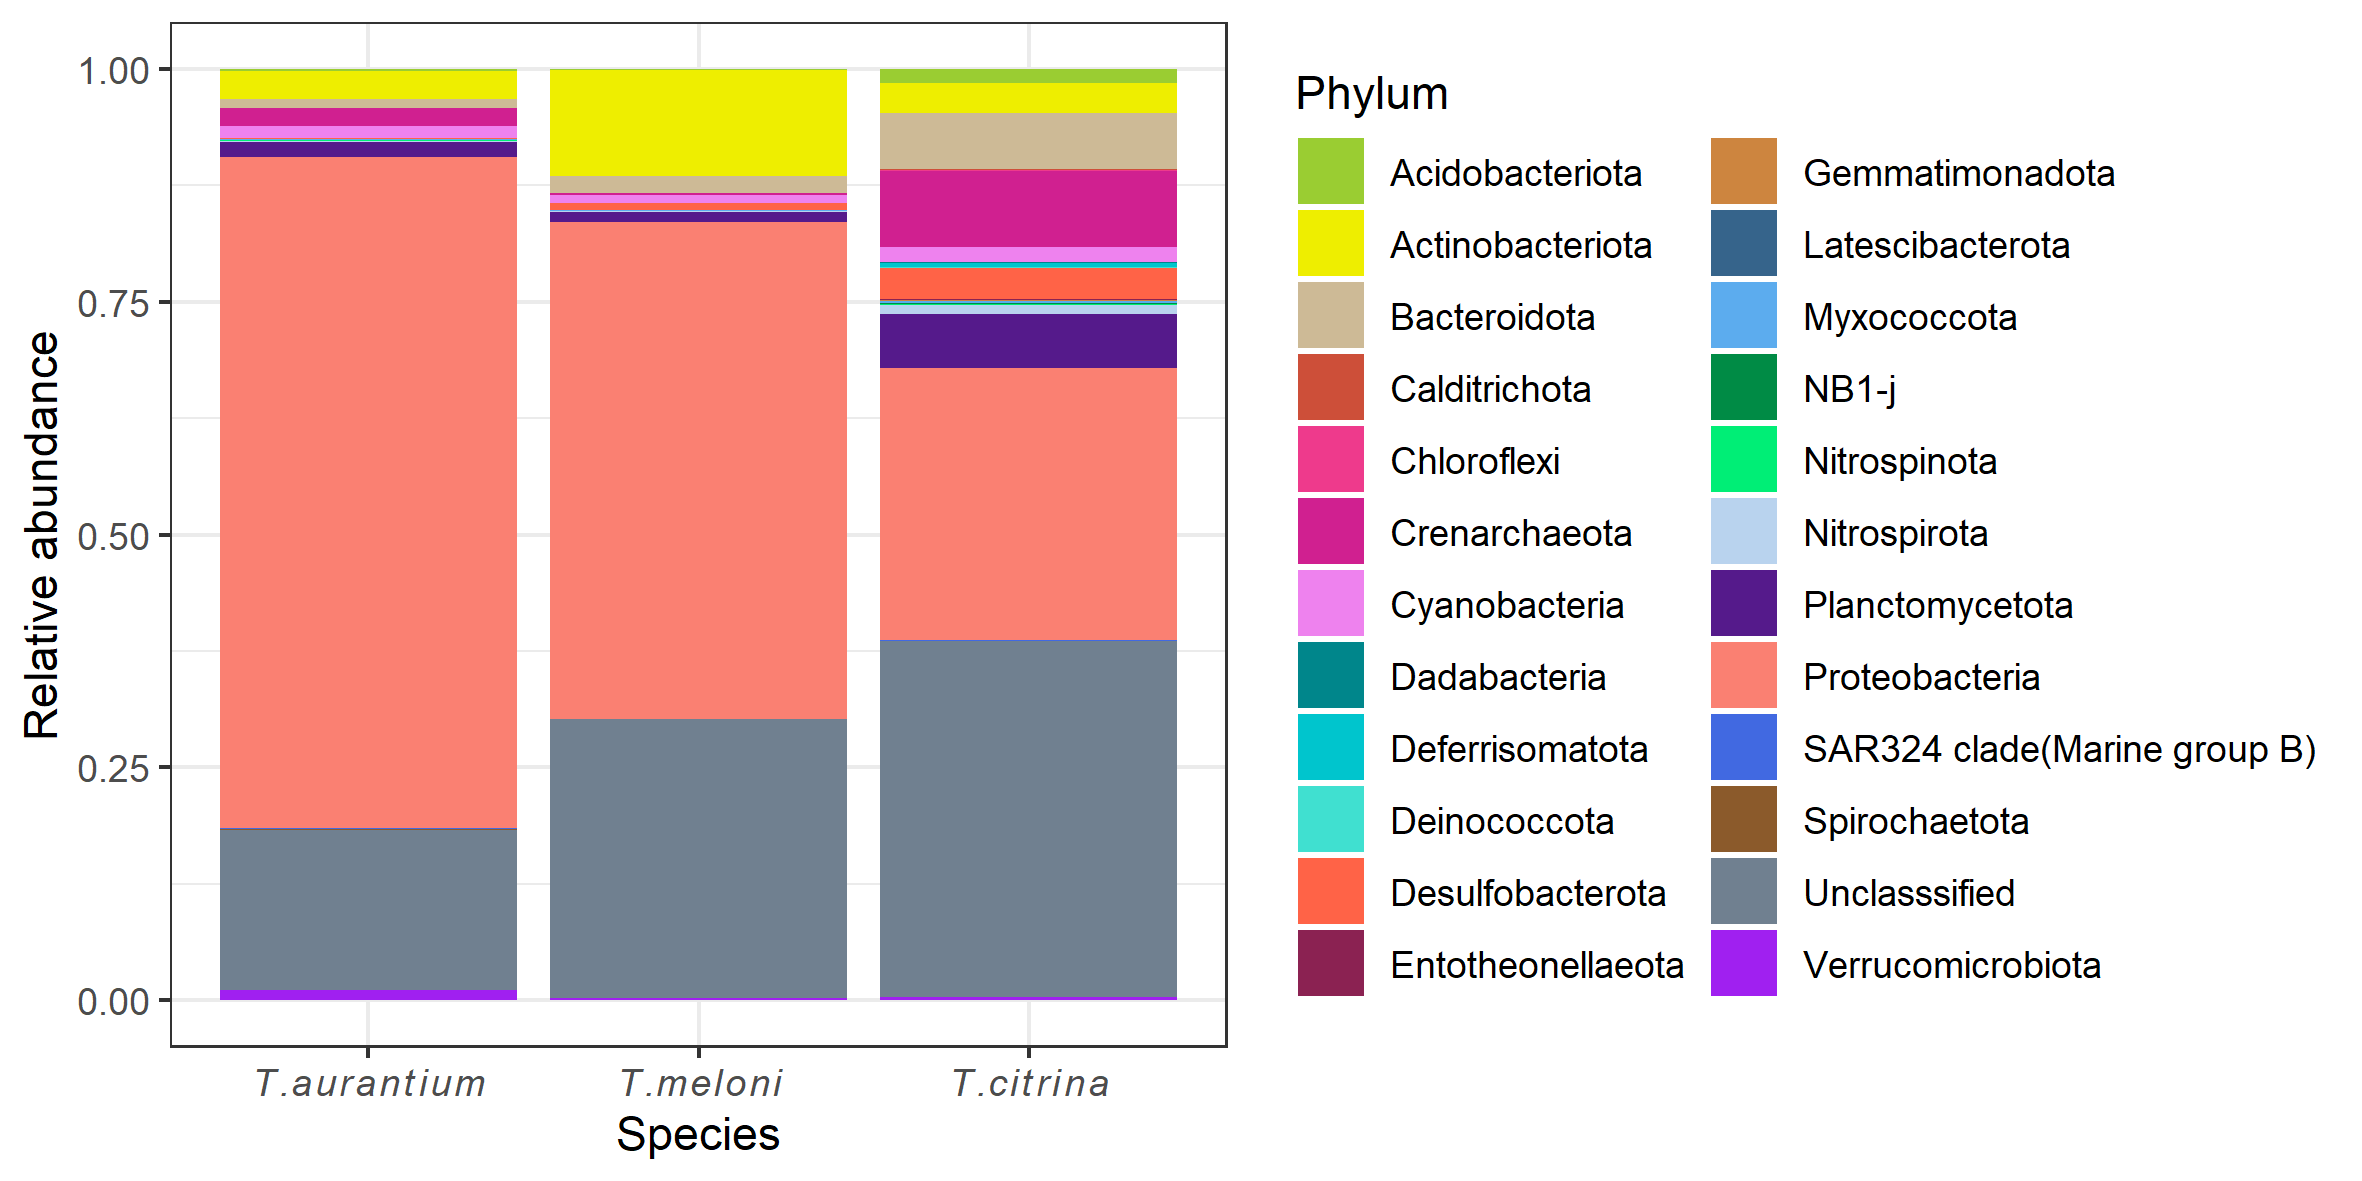 Relative abundance
1.00
0.75
0.50
0.25
0.00
T.aurantium
T.meloni
T.citrina
Species
Phylum
Acidobacteriota
Actinobacteriota
Bacteroidota
Calditrichota
Chloroflexi
Crenarchaeota
Cyanobacteria
Dadabacteria
Deferrisomatota
Deinococcota
Desulfobacterota
Entotheonellaeota
Gemmatimonadota
Latescibacterota
Myxococcota
NB1-j
Nitrospinota
Nitrospirota
Planctomycetota
Proteobacteria
SAR324 clade(Marine group B)
Spirochaetota
Unclasssified
Verrucomicrobiota